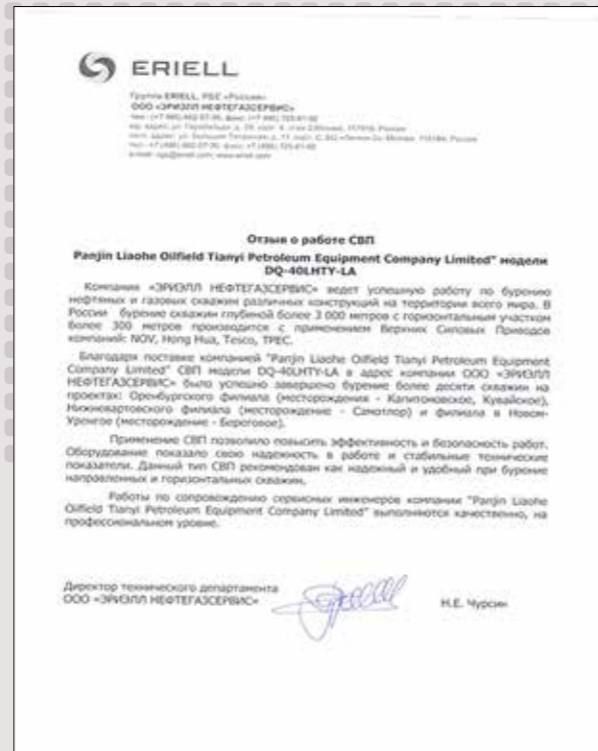 ERIELL
Группа ERIELL, РБЕ «Россия»
ООО «ЭРИЭЛЛ НЕФТЕГАЗСЕРВИС»
Отзыв о работе СВП
Panjin Liaohe Oilfield Tianyi Petroleum Equipment Company Limited" модели
DQ-40LHTY-LA
Компания «ЭРИЭЛЛ НЕФТЕГАЗСЕРВИС» ведет успешную работу по бурению
нефтяных и газовых скважин различных конструкций на территории всего мира. В
России бурение скважин глубиной более 3 000 метров с горизонтальным участком
более 300 метров производится с применением Верхних Силовых Приводов
компаний: NOV, Hong Hua, Tesco, TPEC.
Благодаря поставке компанией "Panjin Liaohe Oilfield Tianyi Petroleum Equipment
Company Limited" СВП модели DQ-40LHTY-LA в адрес компании ООО «ЭРИЭЛЛ
НЕФТЕГАЗСЕРВИС» было успешно завершено бурение более десяти скважин на
проектах: Оренбургского филиала (месторождения - Капитоновское, Кувайское),
Нижневартовского филиала (месторождение - Самотлор) и филиала в Новом-
Уренгое (месторождение - Береговое).
Применение СВП позволило повысить эффективность и безопасность работ.
Оборудование показало свою надежность в работе и стабильные технические
показатели. Данный тип СВП рекомендован как надежный и удобный при бурение
направленных и горизонтальных скважин.
Работы по сопровождению сервисных инженеров компании "Panjin Liaohe
Oilfield Tianyi Petroleum Equipment Company Limited" выполняются качественно, на
профессиональном уровне.
Директор технического департамента
ООО «ЭРИЭЛЛ НЕФТЕГАЗСЕРВИС»
Н.Е. Чурсин